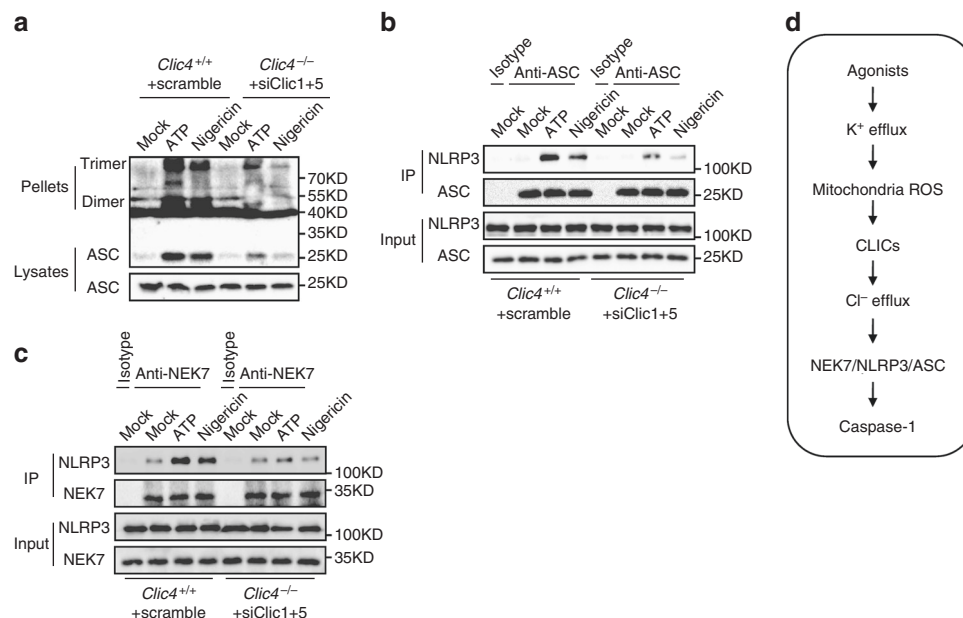 a
Clic4+/+ Clic4−/−
+scramble +siClic1+5
Mock ATP Nigericin Mock ATP Nigericin
Trimer
70KD
Pellets
55KD
Dimer
40KD
35KD
ASC 25KD
Lysates
ASC 25KD
b
Isotype Anti-ASC Isotype Anti-ASC
Mock Mock ATP Nigericin Mock Mock ATP Nigericin
NLRP3 100KD
IP
ASC 25KD
NLRP3 100KD
Input
ASC 25KD
Clic4+/+ Clic4−/−
+scramble +siClic1+5
c
Isotype Anti-NEK7 Isotype Anti-NEK7
Mock Mock ATP Nigericin Mock Mock ATP Nigericin
NLRP3 100KD
IP
NEK7 35KD
NLRP3 100KD
Input
NEK7 35KD
Clic4+/+ Clic4−/−
+scramble +siClic1+5
d
Agonists
K+ efflux
Mitochondria ROS
CLICs
Cl− efflux
NEK7/NLRP3/ASC
Caspase-1